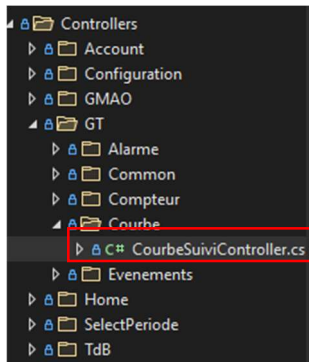 Controllers
Account
Configuration
GMAO
GT
Alarme
Common
Compteur
Courbe
C# CourbeSuiviController.cs
Evenements
Home
SelectPeriode
TdB